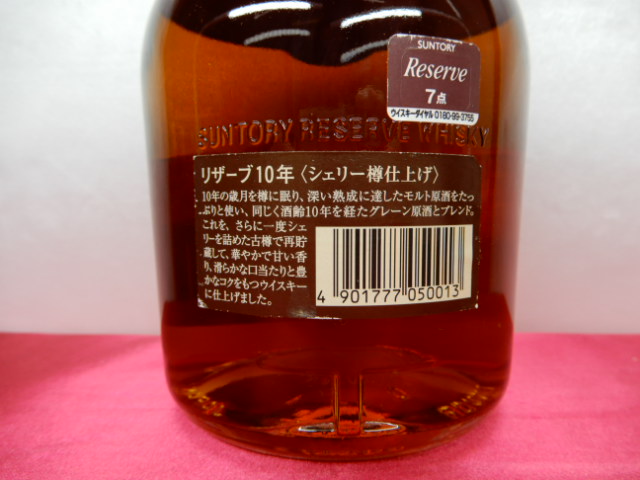 SUNTORY
Reserve
7点
ウイスキーダイヤル0180-99-3755
SUNTORY RESERVE WHISKY
リザーブ10年〈シェリー樽仕上げ〉
10年の歳月を樽に眠り、深い熟成に達したモルト原酒をたっ
ぷりと使い、同じく酒齢10年を経たグレーン原酒とブレンド。
これを、さらに一度シェ
リーを詰めた古樽で再貯
蔵して、華やかで甘い香
り、滑らかな口当たりと豊
かなコクをもつウイスキー
に仕上げました。
4 901777 050013